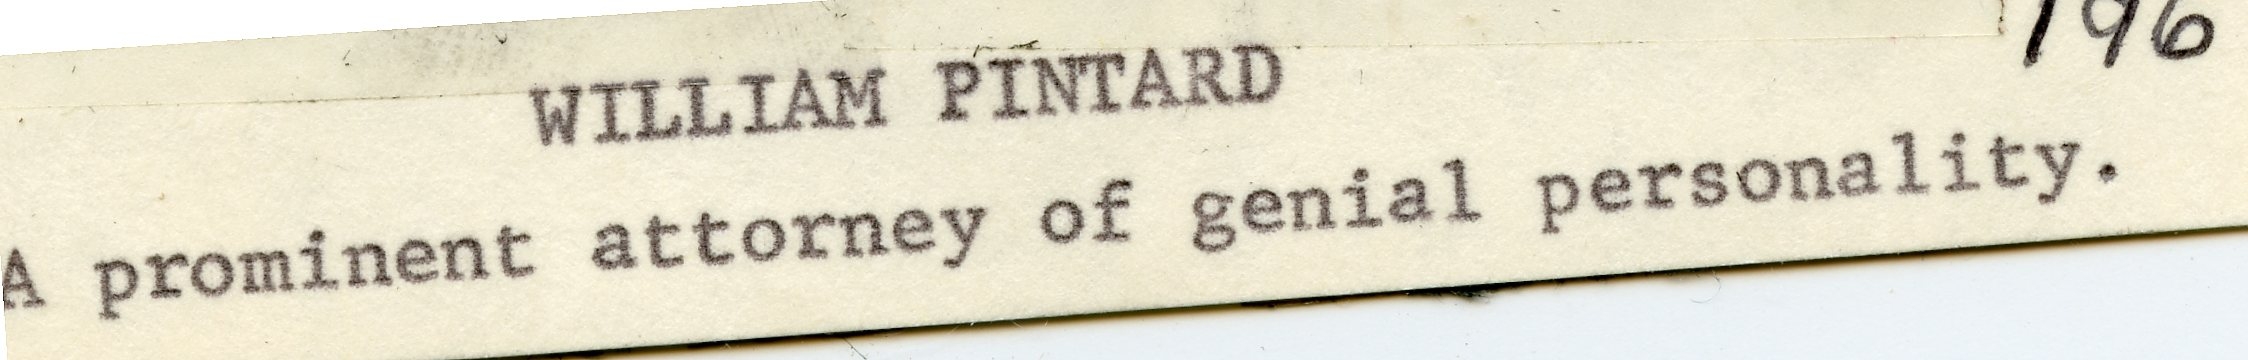 196
WILLIAM PINTARD
A prominent attorney of genial personality.